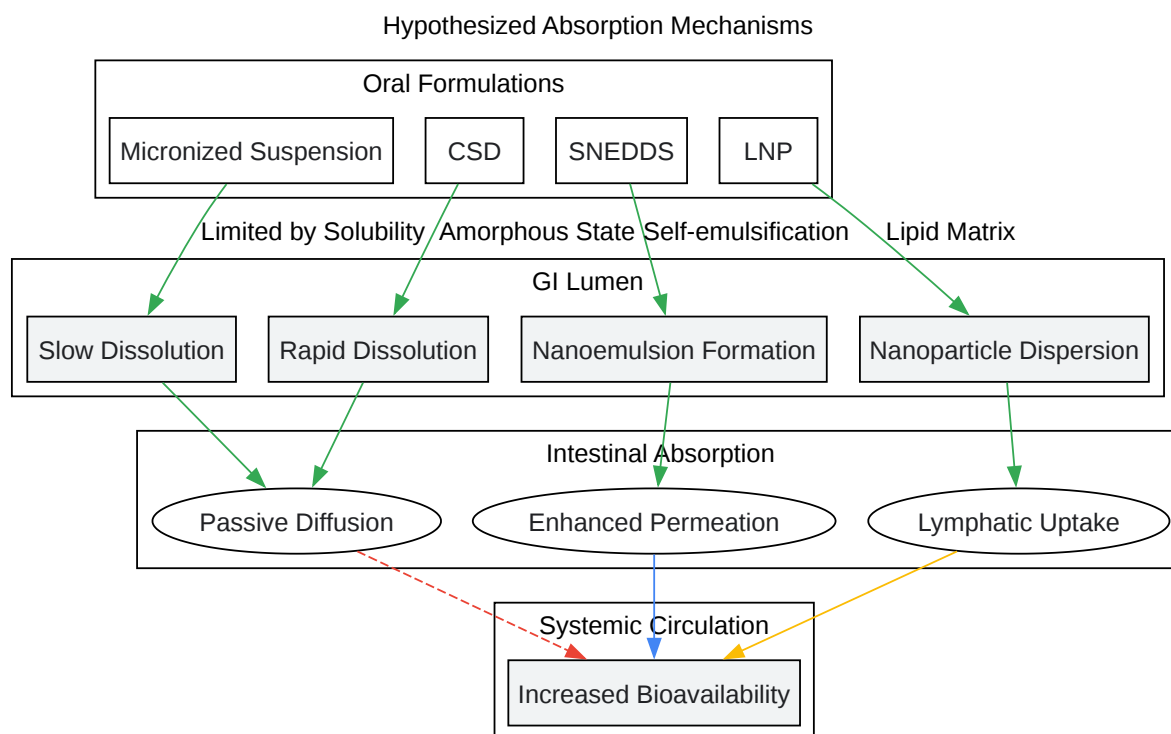 Hypothesized Absorption Mechanisms
Oral Formulations
Micronized Suspension
CSD
SNEDDS
LNP
Limited by Solubility
Amorphous State
Self-emulsification
Lipid Matrix
GI Lumen
Slow Dissolution
Rapid Dissolution
Nanoemulsion Formation
Nanoparticle Dispersion
Intestinal Absorption
Passive Diffusion
Enhanced Permeation
Lymphatic Uptake
Systemic Circulation
Increased Bioavailability